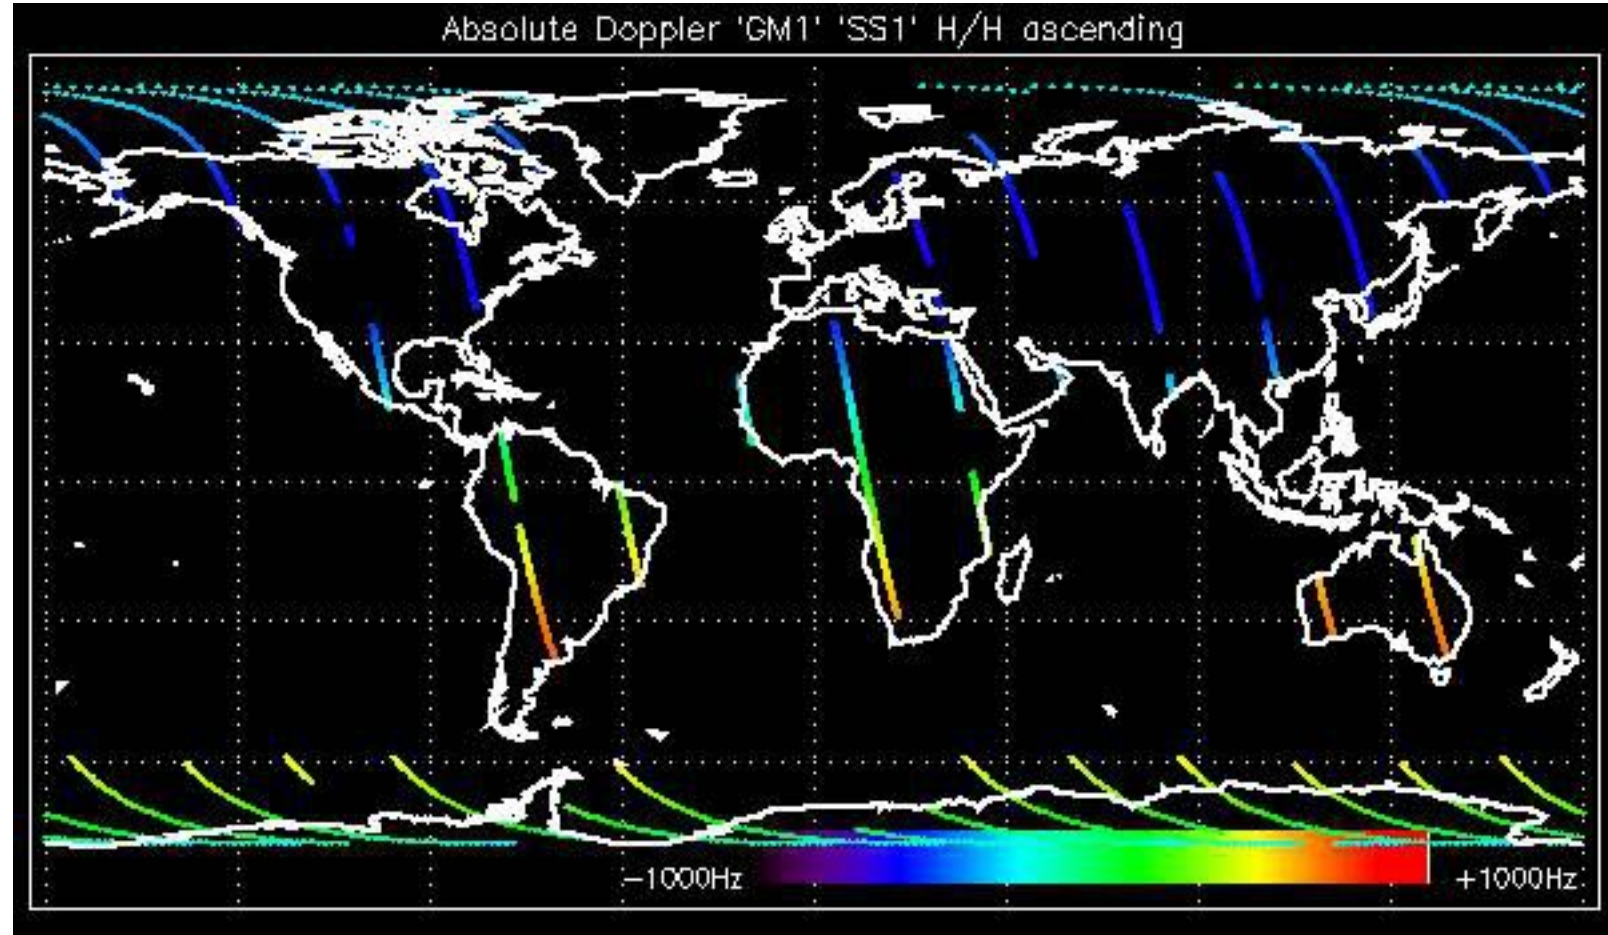 Absolute Doppler 'GM1' 'SS1' H/H ascending
−1000Hz
+1000Hz